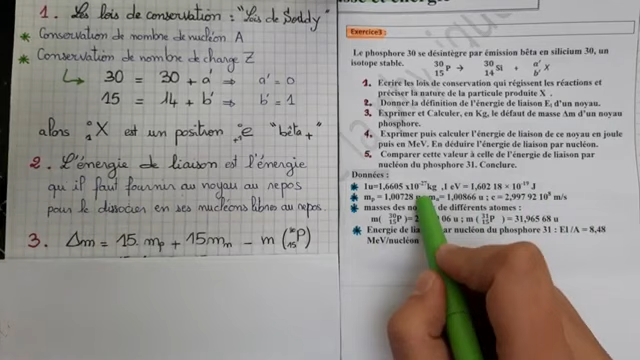 1. Les lois de conservation : "Lois de Soddy"
* Conservation de nombre de nucléon A
* Conservation de nombre de charge Z
↳ 30 = 30 + a' ⇒ a' = 0
15 = 14 + b' ⇒ b' = 1
alors ⁰₁X est un position ⁰₁e "bêta+"
2. L'énergie de liaison est l'énergie
qu'il faut fournir au noyau au repos
pour le dissocier en ses nucléons libres au repos.
3. Δm = 15.mp + 15mn - m(³⁰₁₅P)
Exercice3 :
Le phosphore 30 se désintègre par émission bêta en silicium 30, un
isotope stable. ³⁰₁₅P → ³⁰₁₄Si + ᵃ'ᵦ'X
1. Ecrire les lois de conservation qui régissent les réactions et
préciser la nature de la particule produite X .
2. Donner la définition de l'énergie de liaison Eₗ d'un noyau.
3. Exprimer et Calculer, en Kg, le défaut de masse Δm d'un noyau
phosphore.
4. Exprimer puis calculer l'énergie de liaison de ce noyau en joule
puis en MeV. En déduire l'énergie de liaison par nucléon.
5. Comparer cette valeur à celle de l'énergie de liaison par
nucléon du phosphore 31. Conclure.
Données :
* 1u=1,6605 x10⁻²⁷kg ,1 eV= 1,602 18 × 10⁻¹⁹ J
* mp = 1,00728 = 1,00866 u ; c = 2,997 92 10⁸ m/s
* masses des de différents atomes :
m( ³⁰₁₅P)= 06 u ; m ( ³¹₁₅P) = 31,965 68 u
* Energie de par nucléon du phosphore 31 : El /A = 8,48
MeV/nucléon